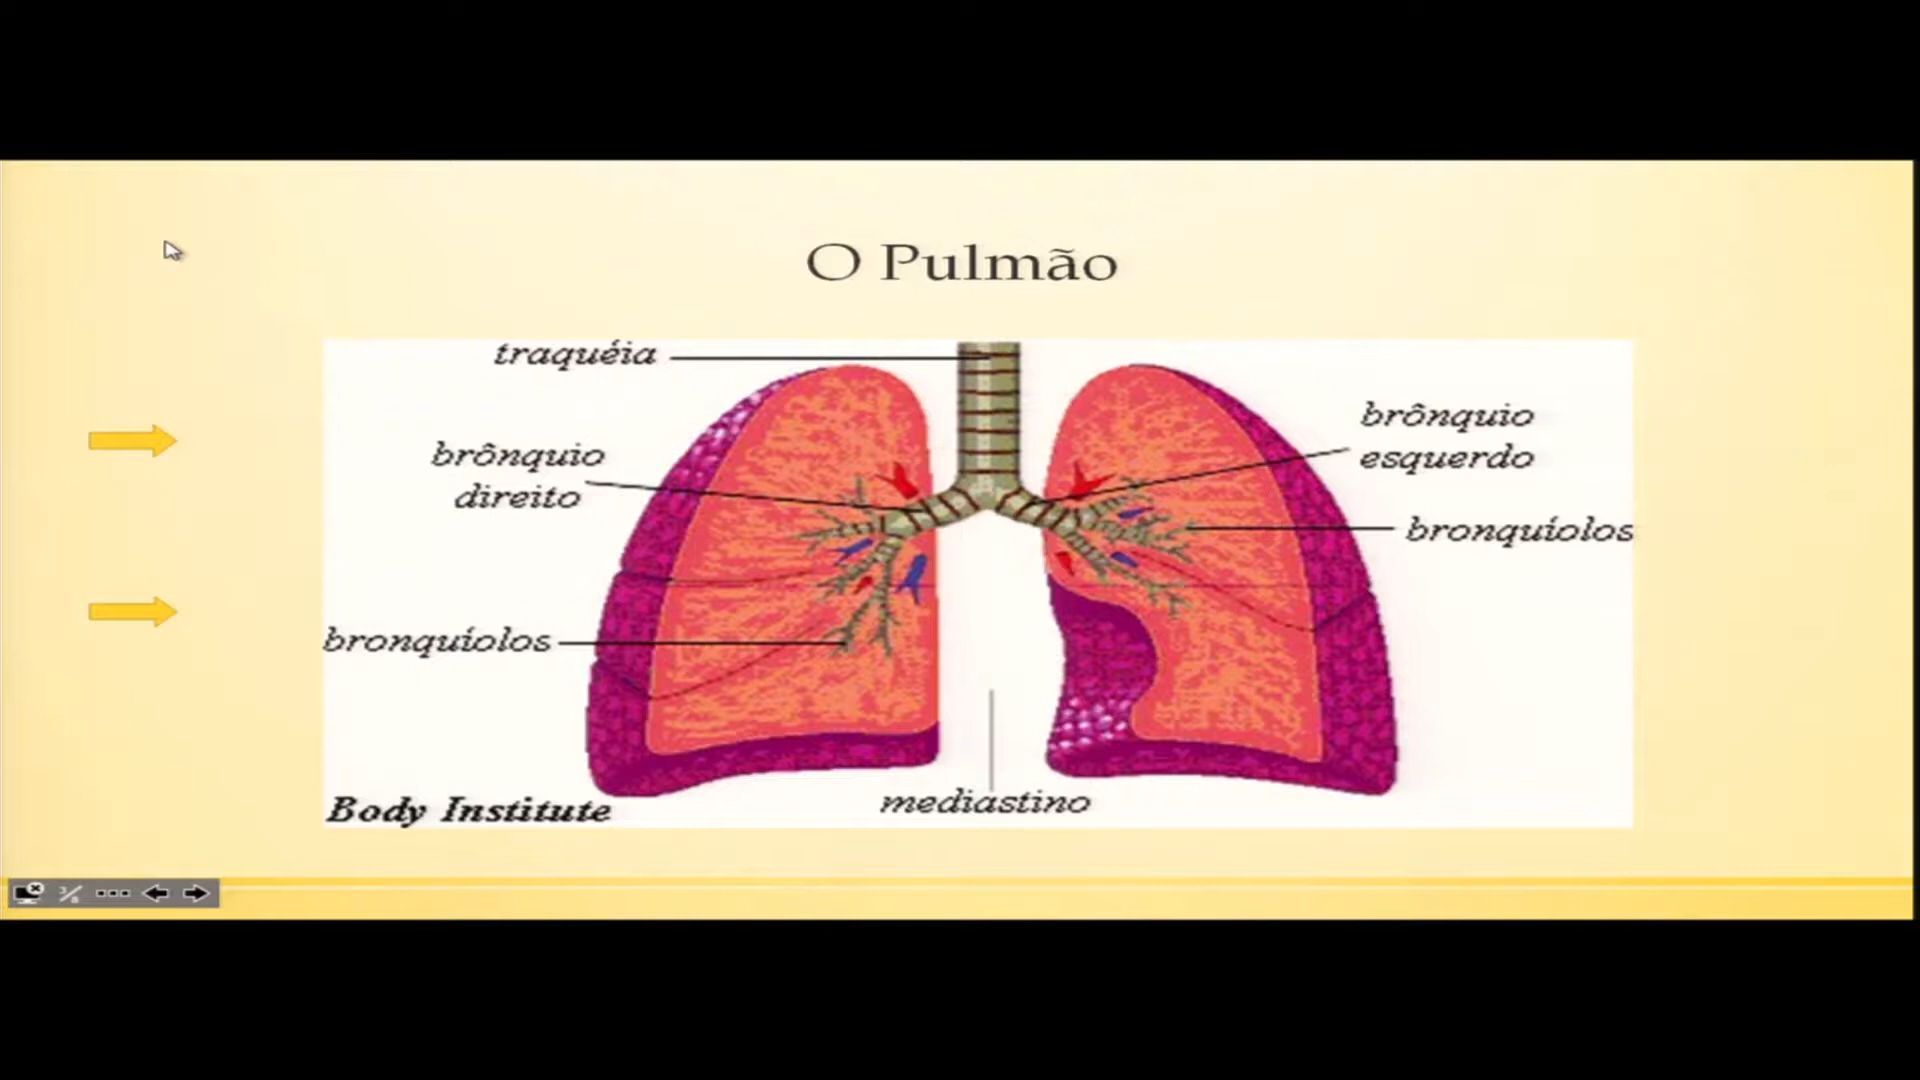 O Pulmão
traquéia
brônquio
direito
brônquio
esquerdo
bronquíolos
bronquíolos
mediastino
Body Institute